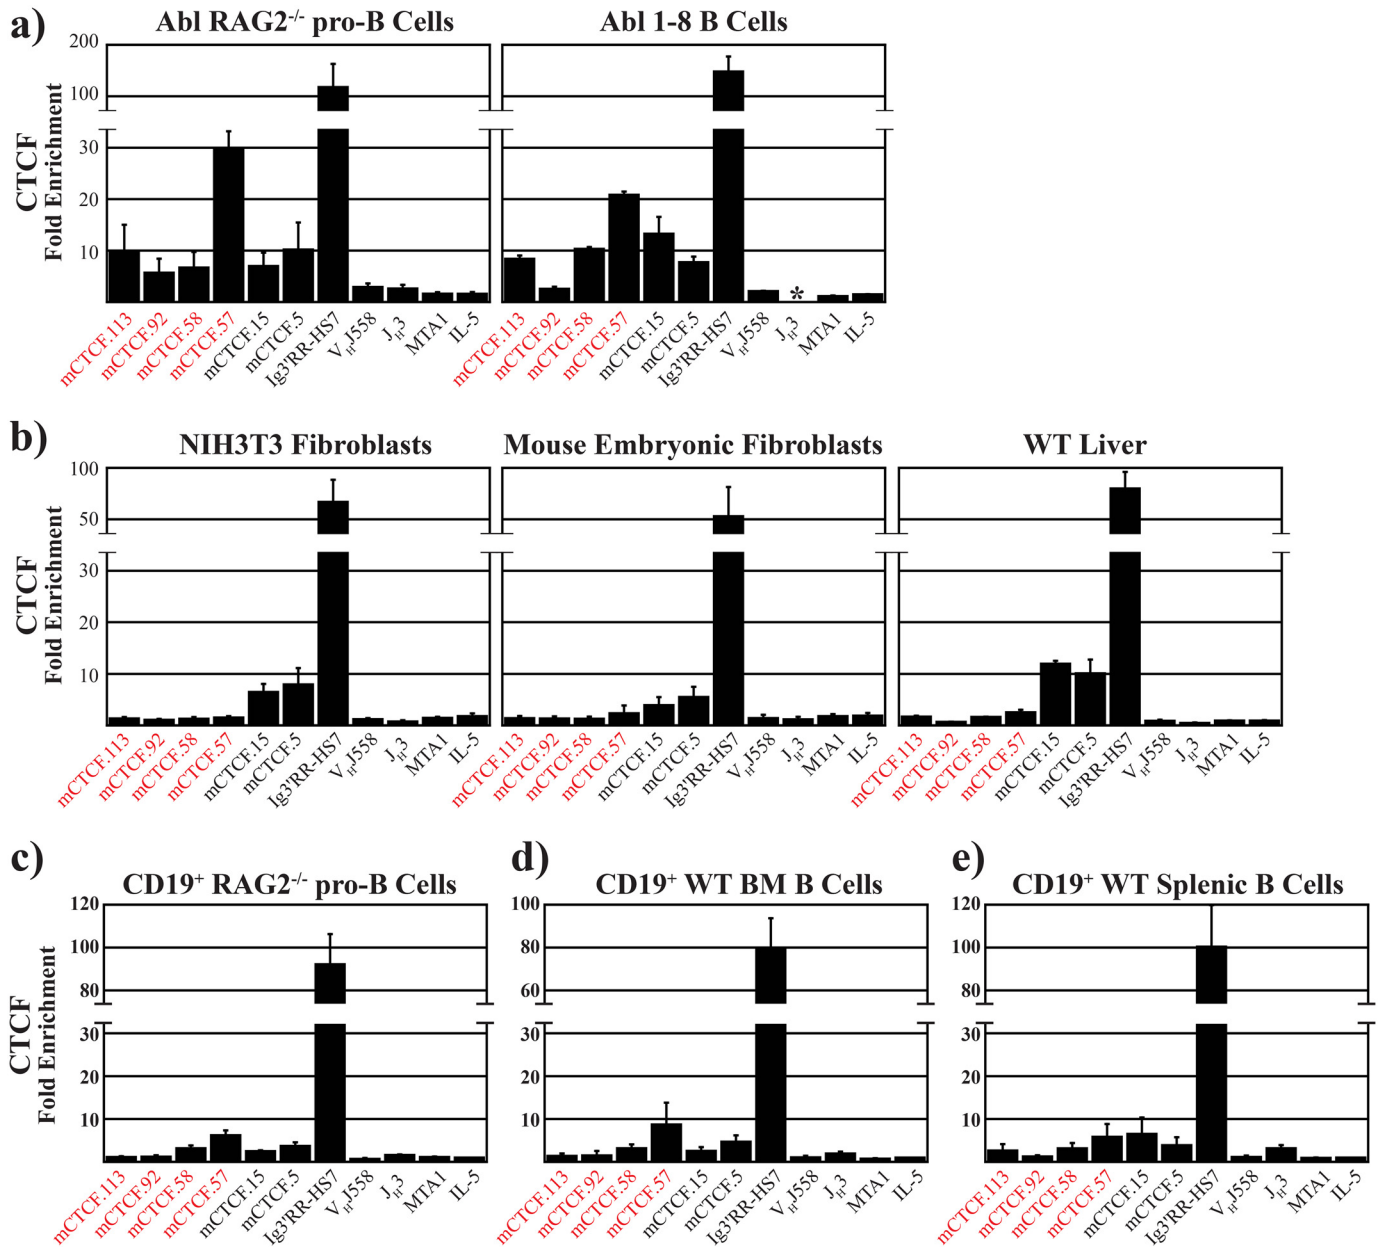 a)
Abl RAG2-/- pro-B Cells
Abl 1-8 B Cells
CTCF
Fold Enrichment
200
100
30
20
10
*
mCTCF.113 mCTCF.92 mCTCF.58 mCTCF.57 mCTCF.15 mCTCF.5 Ig3'RR-HS7 VHJ558 JH3 MTA1 IL-5
mCTCF.113 mCTCF.92 mCTCF.58 mCTCF.57 mCTCF.15 mCTCF.5 Ig3'RR-HS7 VHJ558 JH3 MTA1 IL-5
b)
NIH3T3 Fibroblasts
Mouse Embryonic Fibroblasts
WT Liver
CTCF
Fold Enrichment
100
50
30
20
10
mCTCF.113 mCTCF.92 mCTCF.58 mCTCF.57 mCTCF.15 mCTCF.5 Ig3'RR-HS7 VHJ558 JH3 MTA1 IL-5
mCTCF.113 mCTCF.92 mCTCF.58 mCTCF.57 mCTCF.15 mCTCF.5 Ig3'RR-HS7 VHJ558 JH3 MTA1 IL-5
mCTCF.113 mCTCF.92 mCTCF.58 mCTCF.57 mCTCF.15 mCTCF.5 Ig3'RR-HS7 VHJ558 JH3 MTA1 IL-5
c)
CD19+ RAG2-/- pro-B Cells
CTCF
Fold Enrichment
100
80
60
30
20
10
mCTCF.113 mCTCF.92 mCTCF.58 mCTCF.57 mCTCF.15 mCTCF.5 Ig3'RR-HS7 VHJ558 JH3 MTA1 IL-5
120
d)
CD19+ WT BM B Cells
100
80
60
30
20
10
mCTCF.113 mCTCF.92 mCTCF.58 mCTCF.57 mCTCF.15 mCTCF.5 Ig3'RR-HS7 VHJ558 JH3 MTA1 IL-5
e)
CD19+ WT Splenic B Cells
120
100
80
30
20
10
mCTCF.113 mCTCF.92 mCTCF.58 mCTCF.57 mCTCF.15 mCTCF.5 Ig3'RR-HS7 VHJ558 JH3 MTA1 IL-5